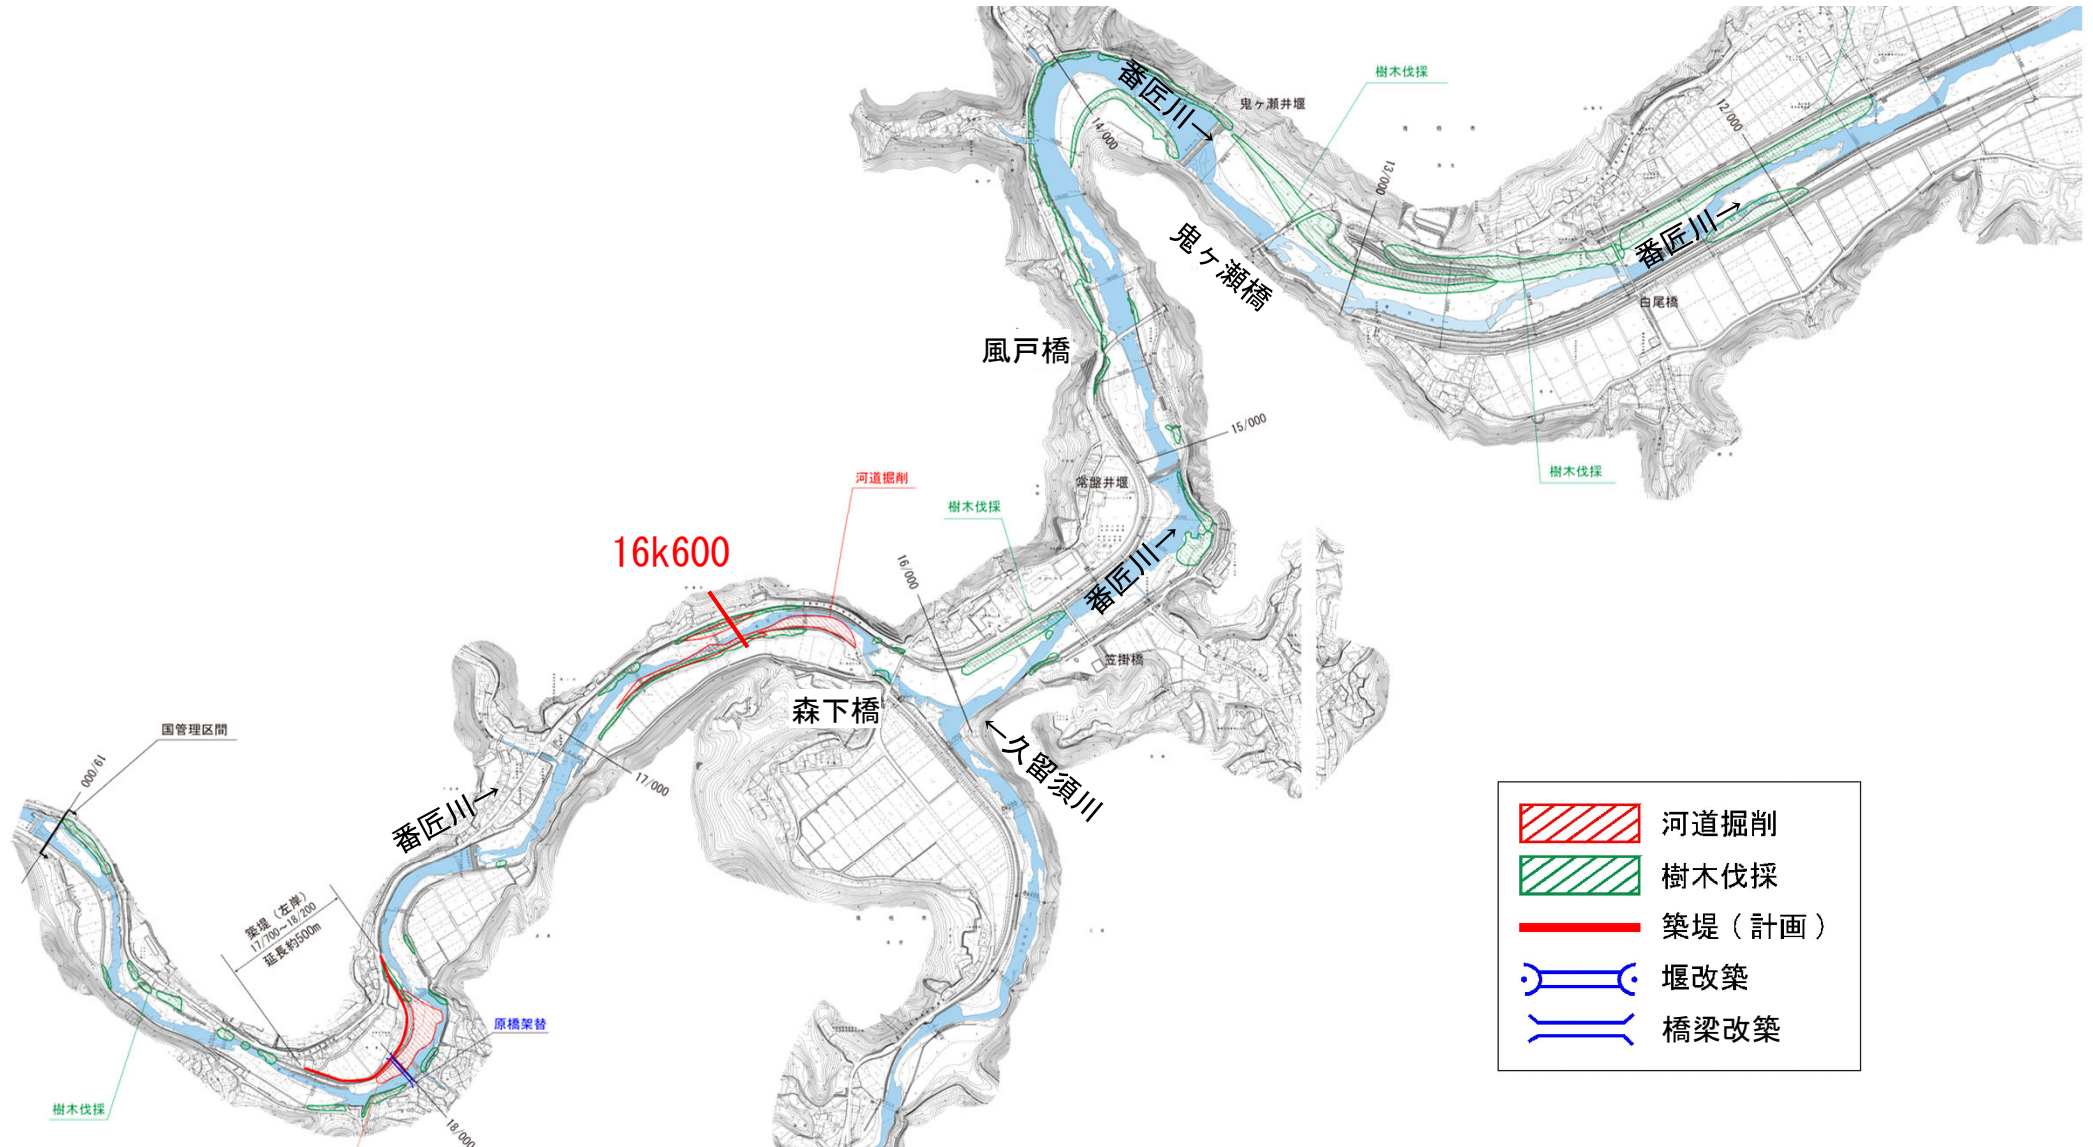 番匠川→
樹木伐採
鬼ヶ瀬井堰
14/000
13/000
12/000
鬼ヶ瀬橋
番匠川→
白尾橋
風戸橋
15/000
樹木伐採
常盤井堰
河道掘削
樹木伐採
16k600
16/000
番匠川→
笠掛橋
森下橋
←久留須川
国管理区間
19/000
17/000
番匠川→
築堤（左岸）
17/700～18/200
延長約500m
原橋架替
樹木伐採
18/000
河道掘削
樹木伐採
築堤（計画）
堰改築
橋梁改築